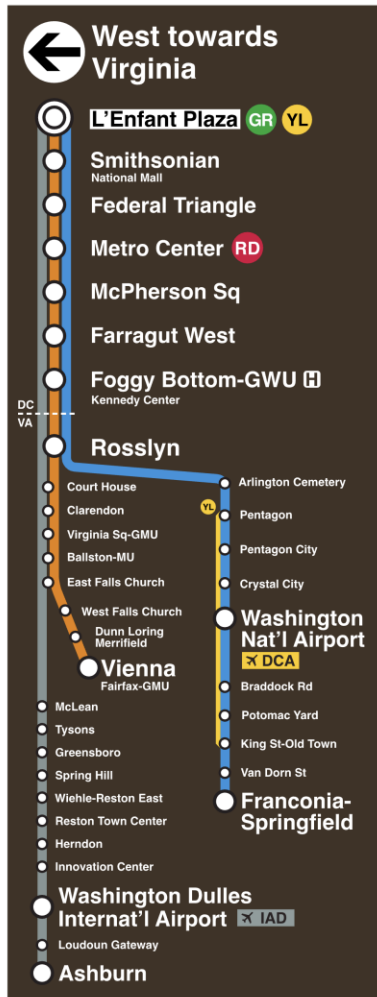 West towards
Virginia
L'Enfant Plaza GR YL
Smithsonian
National Mall
Federal Triangle
Metro Center RD
McPherson Sq
Farragut West
Foggy Bottom-GWU H
Kennedy Center
DC
VA
Rosslyn
Court House
Clarendon
Virginia Sq-GMU
Ballston-MU
East Falls Church
West Falls Church
Dunn Loring
Merrifield
Vienna
Fairfax-GMU
McLean
Tysons
Greensboro
Spring Hill
Wiehle-Reston East
Reston Town Center
Herndon
Innovation Center
Washington Dulles
Internat'l Airport IAD
Loudoun Gateway
Ashburn
Arlington Cemetery
YL
Pentagon
Pentagon City
Crystal City
Washington
Nat'l Airport
DCA
Braddock Rd
Potomac Yard
King St-Old Town
Van Dorn St
Franconia-
Springfield